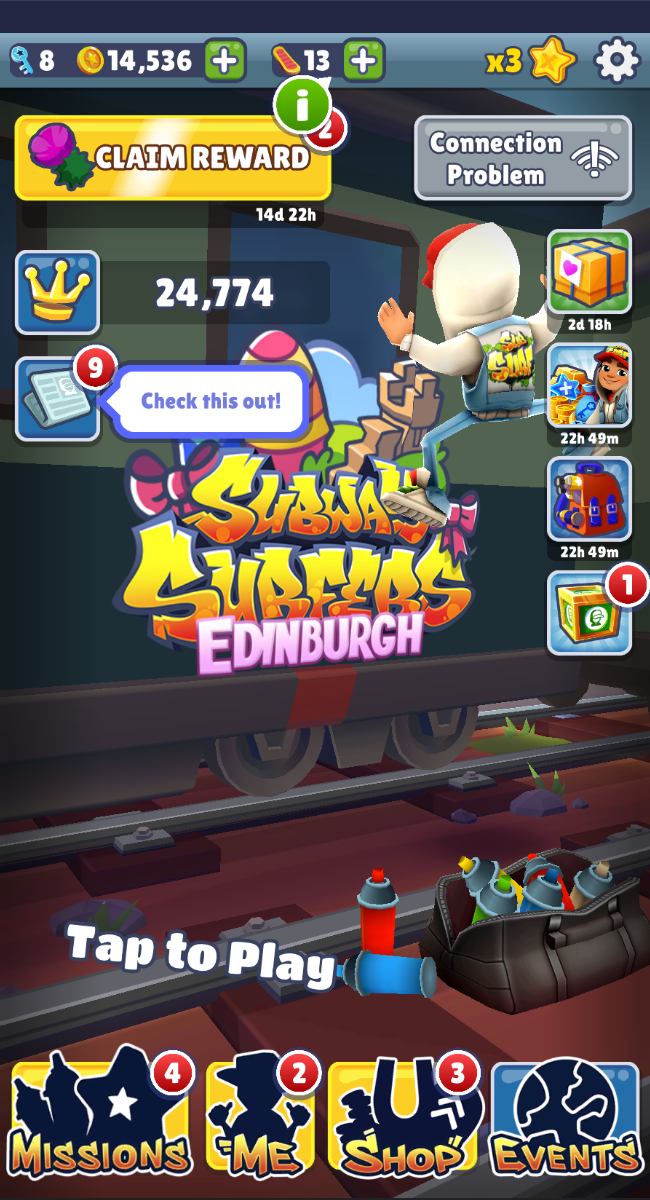 8
14,536
13
x3
2
CLAIM REWARD
Connection
Problem
14d 22h
24,774
2d 18h
9
Check this out!
22h 49m
22h 49m
SUBWAY
SURFERS
EDINBURGH
1
Tap to Play
4
2
3
MISSIONS
ME
SHOP
EVENTS